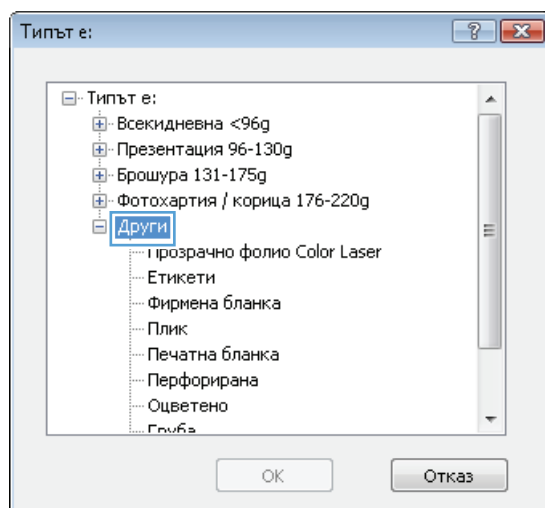 Типът е:
Типът е:
Всекидневна <96g
Презентация 96-130g
Брошура 131-175g
Фотохартия / корица 176-220g
Други
Прозрачно фолио Color Laser
Етикети
Фирмена бланка
Плик
Печатна бланка
Перфорирана
Оцветено
Груба
OK
Отказ